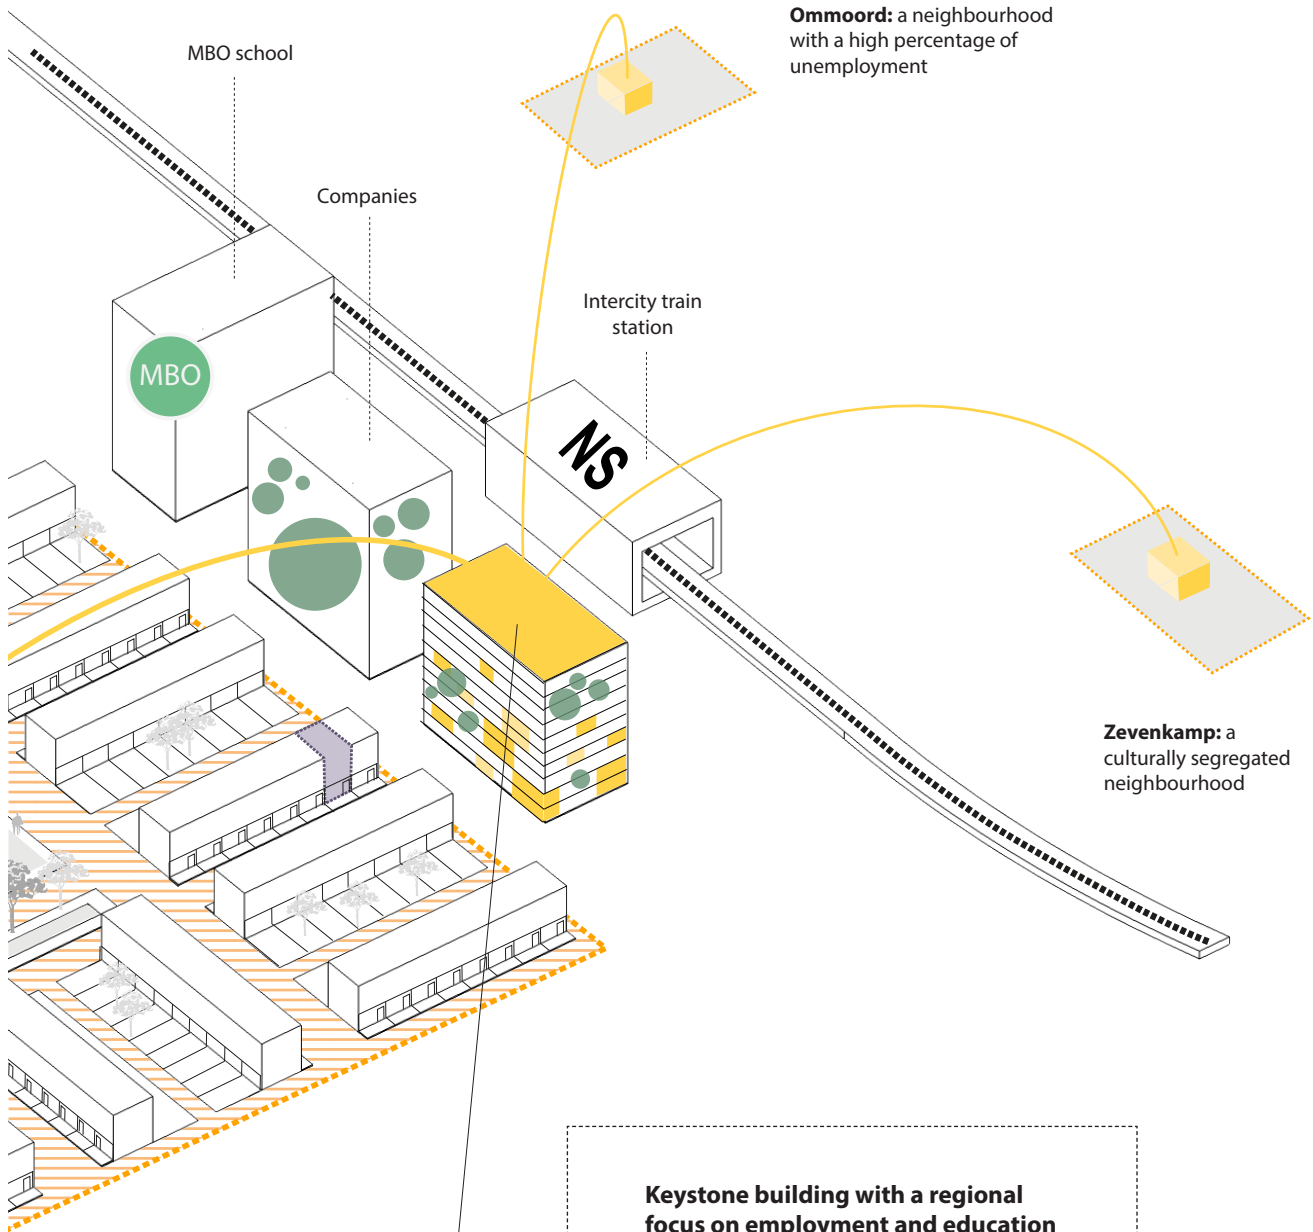 Ommoord: a neighbourhood
with a high percentage of
unemployment
MBO school
Companies
Intercity train
station
MBO
NS
Zevenkamp: a
culturally segregated
neighbourhood
Keystone building with a regional
focus on employment and education